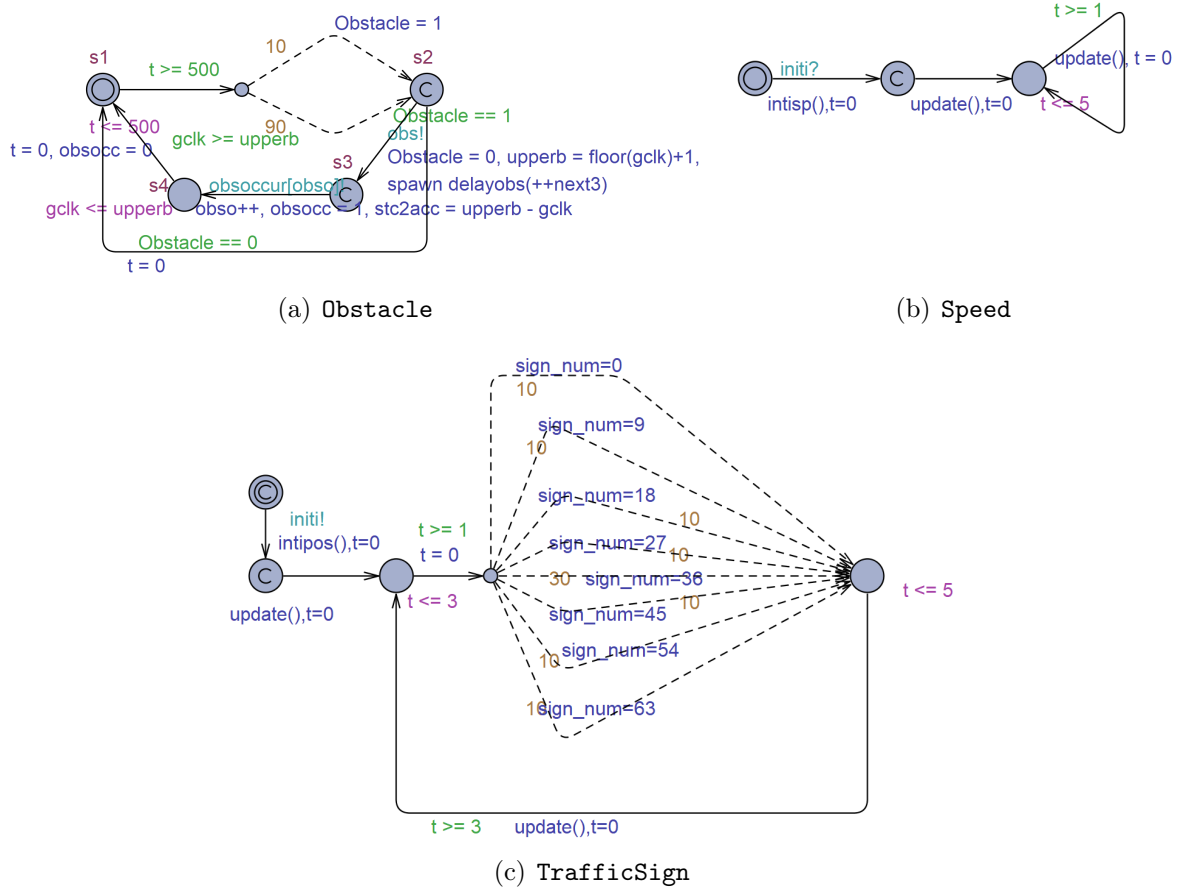 Obstacle = 1
10
s1
s2
t >= 500
90
Obstacle == 1
t <= 500
gclk >= upperb
obs!
t = 0, obsocc = 0
s3
Obstacle = 0, upperb = floor(gclk)+1,
s4
obsoccur[obso]!
C
spawn delayobs(++next3)
gclk <= upperb
obso++, obsocc = 1, stc2acc = upperb - gclk
Obstacle == 0
t = 0
C
(a) Obstacle
t >= 1
initi?
C
update(), t = 0
intisp(),t=0
update(),t=0
t <= 5
(b) Speed
sign_num=0
10
sign_num=9
10
C
sign_num=18
10
initi!
t >= 1
intipos(),t=0
t = 0
sign_num=27
10
C
30
sign_num=36
t <= 5
t <= 3
10
update(),t=0
sign_num=45
10
sign_num=54
10
sign_num=63
t >= 3
update(),t=0
(c) TrafficSign